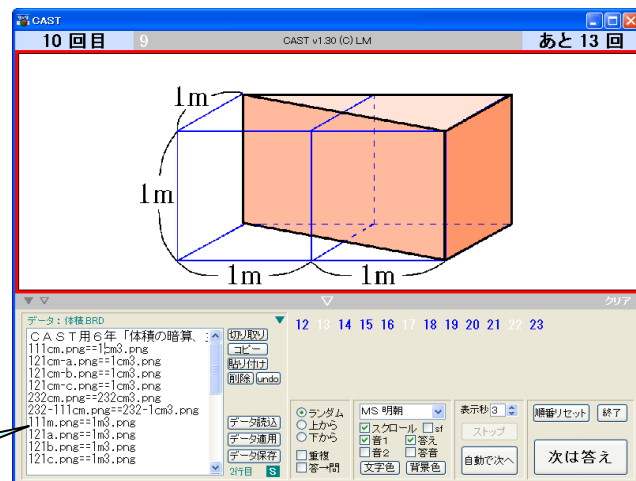 CAST
10 回目 9 CAST v1.30 (C) LM あと 13 回
1m
1m
1m 1m
クリア
データ：体積BRD
ＣＡＳＴ用６年「体積の暗算、
111cm.png==1cm3.png
121cm-a.png==1cm3.png
121cm-b.png==1cm3.png
121cm-c.png==1cm3.png
232cm.png==232cm3.png
232-111cm.png==232-1cm3.png
111m.png==1m3.png
121a.png==1m3.png
121b.png==1m3.png
121c.png==1m3.png
切り取り
コピー
貼り付け
削除 undo
データ読込
データ適用
データ保存
2行目 S
12 13 14 15 16 17 18 19 20 21 22 23
ランダム
上から
下から
重複
答→問
MS 明朝
スクロール sf
音1 答え
音2 答音
文字色 背景色
表示秒 3
ストップ
自動で次へ
順番リセット 終了
次は答え